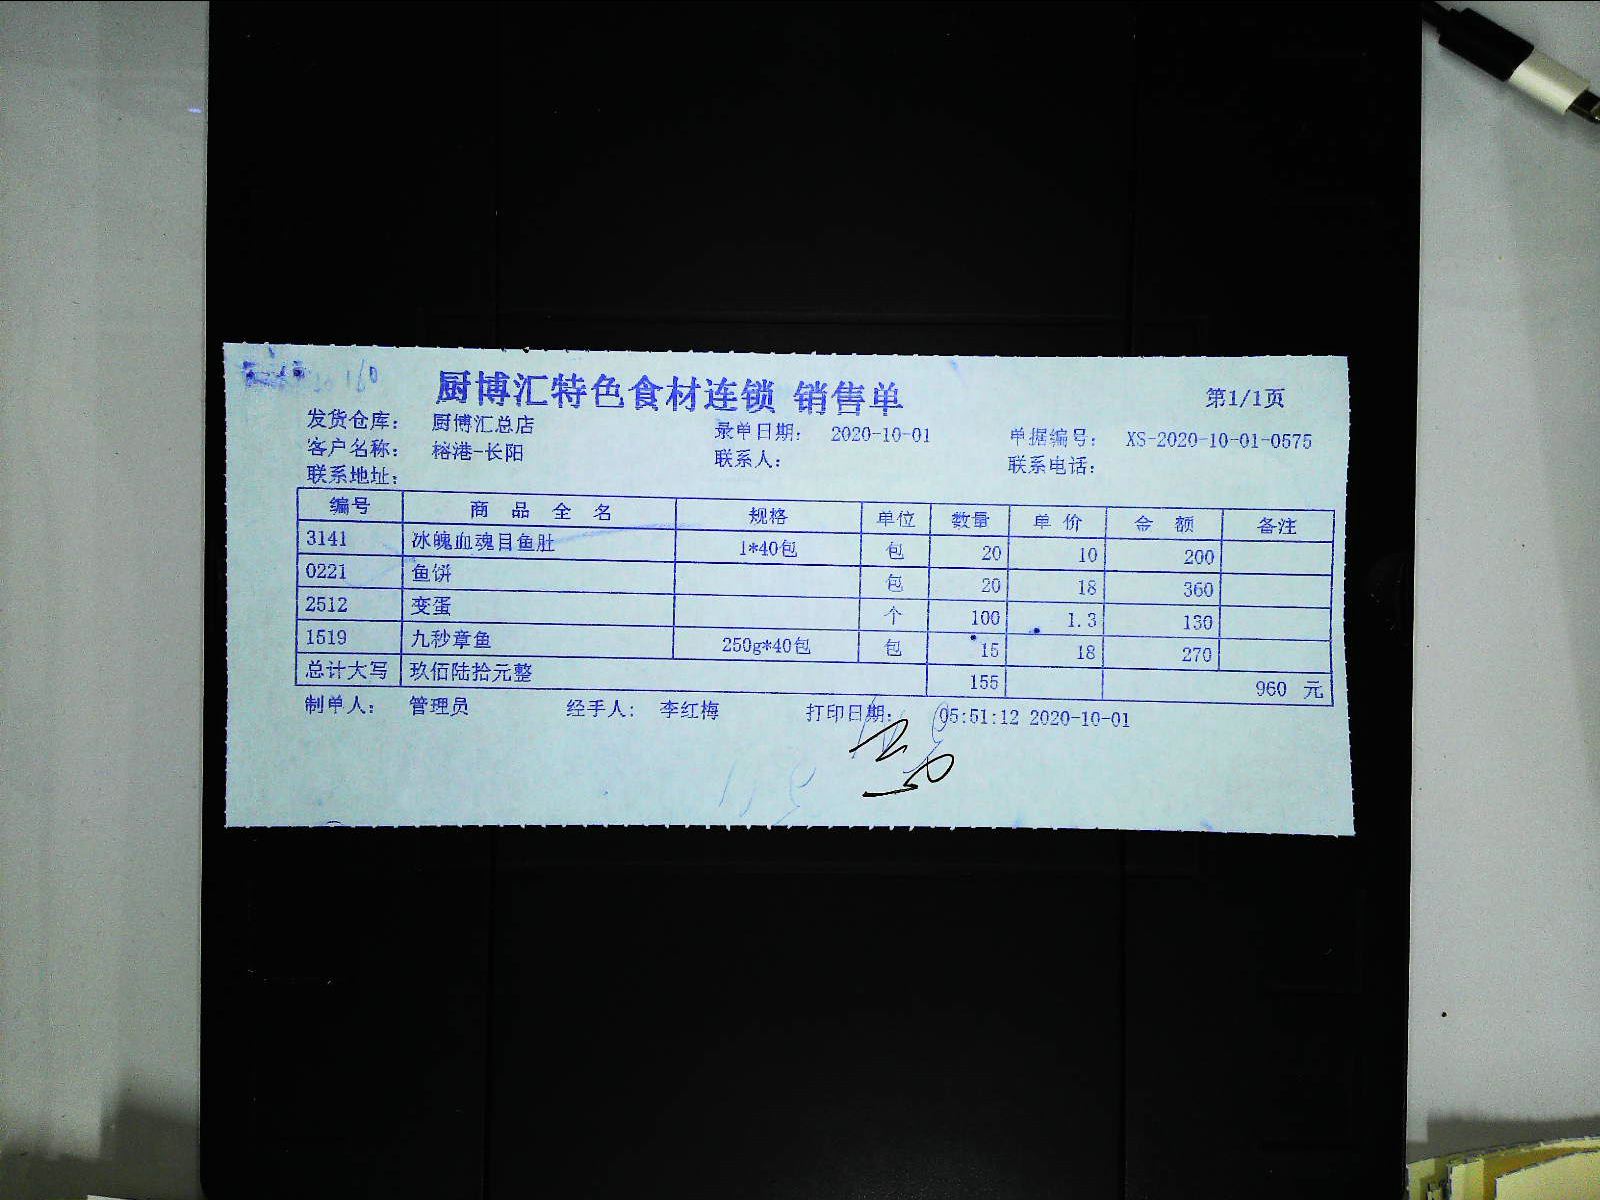 厨博汇特色食材连锁 销售单 第1/1页
发货仓库： 厨博汇总店 录单日期： 2020-10-01 单据编号： XS-2020-10-01-0575
客户名称： 榕港-长阳 联系人： 联系电话：
联系地址：
编号 商品全名 规格 单位 数量 单价 金额 备注
3141 冰魄血魂目鱼肚 1*40包 包 20 10 200
0221 鱼饼 包 20 18 360
2512 变蛋 个 100 1.3 130
1519 九秒章鱼 250g*40包 包 15 18 270
总计大写 玖佰陆拾元整 155 960 元
制单人： 管理员 经手人： 李红梅 打印日期： 05:51:12 2020-10-01